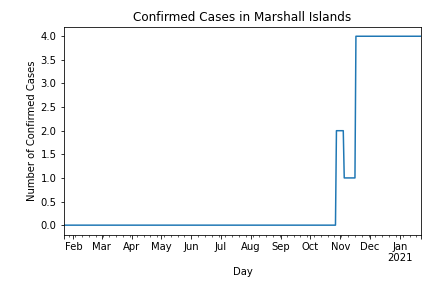 Confirmed Cases in Marshall Islands
Number of Confirmed Cases
4.0
3.5
3.0
2.5
2.0
1.5
1.0
0.5
0.0
Feb Mar Apr May Jun Jul Aug Sep Oct Nov Dec Jan
2021
Day